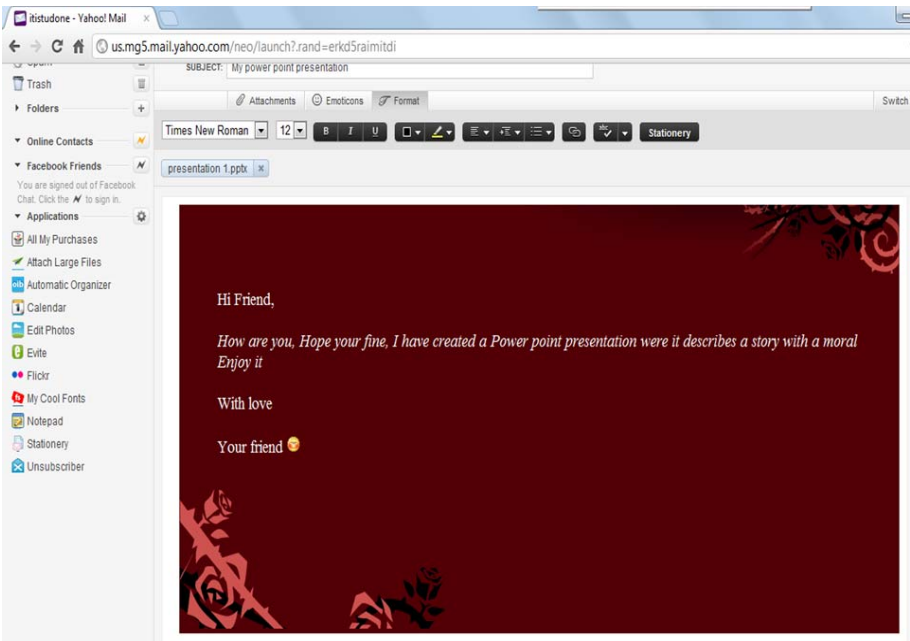 itistudone - Yahoo! Mail
us.mg5.mail.yahoo.com/neo/launch?.rand=erkd5raimitdi
Spam
SUBJECT: My power point presentation
Trash
Attachments Emoticons Format Switch
Folders
Times New Roman 12 B I U abc Stationery
Online Contacts
Facebook Friends
presentation 1.pptx
You are signed out of Facebook
Chat. Click the to sign in.
Applications
All My Purchases
Attach Large Files
oib Automatic Organizer
1 Calendar
Edit Photos
Evite
Flickr
My Cool Fonts
Notepad
Stationery
Unsubscriber
Hi Friend,
How are you, Hope your fine, I have created a Power point presentation were it describes a story with a moral
Enjoy it
With love
Your friend